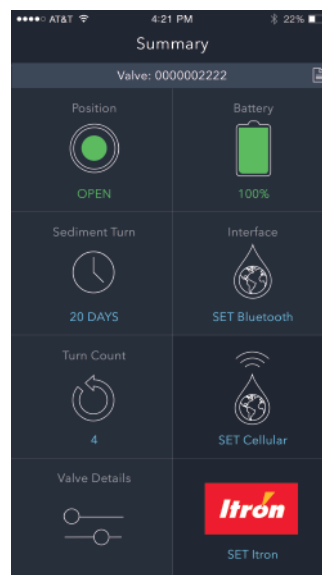 AT&T 4:21 PM 22%
Summary
Valve: 0000002222
Position
Battery
OPEN
100%
Sediment Turn
Interface
20 DAYS
SET Bluetooth
Turn Count
4
SET Cellular
Valve Details
Itrón
SET Itron